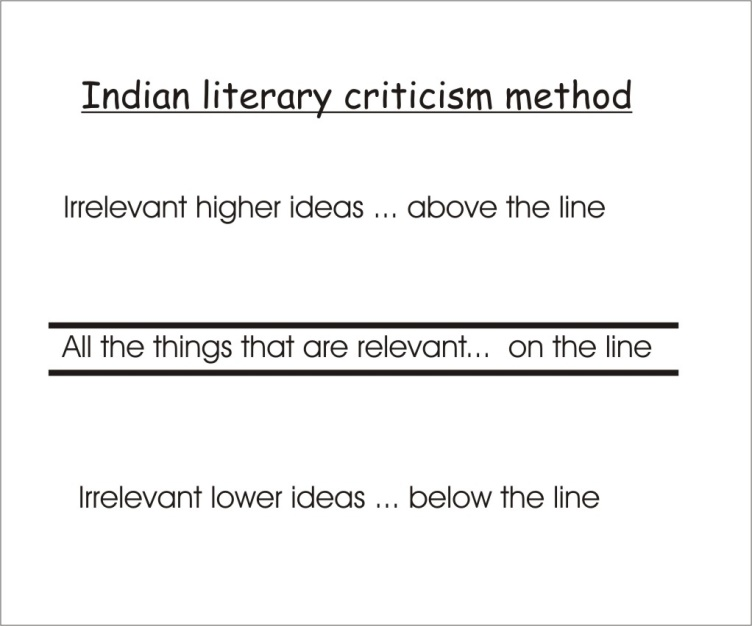 Indian literary criticism method
Irrelevant higher ideas ... above the line
All the things that are relevant... on the line
Irrelevant lower ideas ... below the line